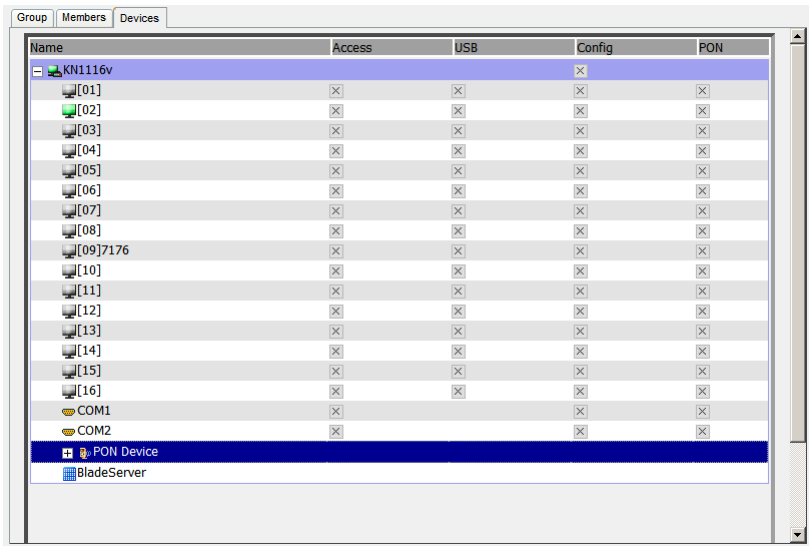 Group Members Devices
Name Access USB Config PON
KN1116v
[01]
[02]
[03]
[04]
[05]
[06]
[07]
[08]
[09]7176
[10]
[11]
[12]
[13]
[14]
[15]
[16]
COM1
COM2
PON Device
BladeServer